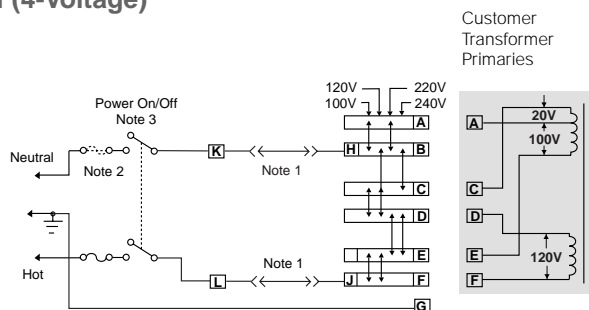 (4-Voltage)
Customer
Transformer
Primaries
120V 220V
100V 240V
Power On/Off
Note 3
A
A
20V
100V
Neutral
Note 2
K
Note 1
H
B
C
C
D
D
E
E
120V
Hot
L
Note 1
J
F
F
G